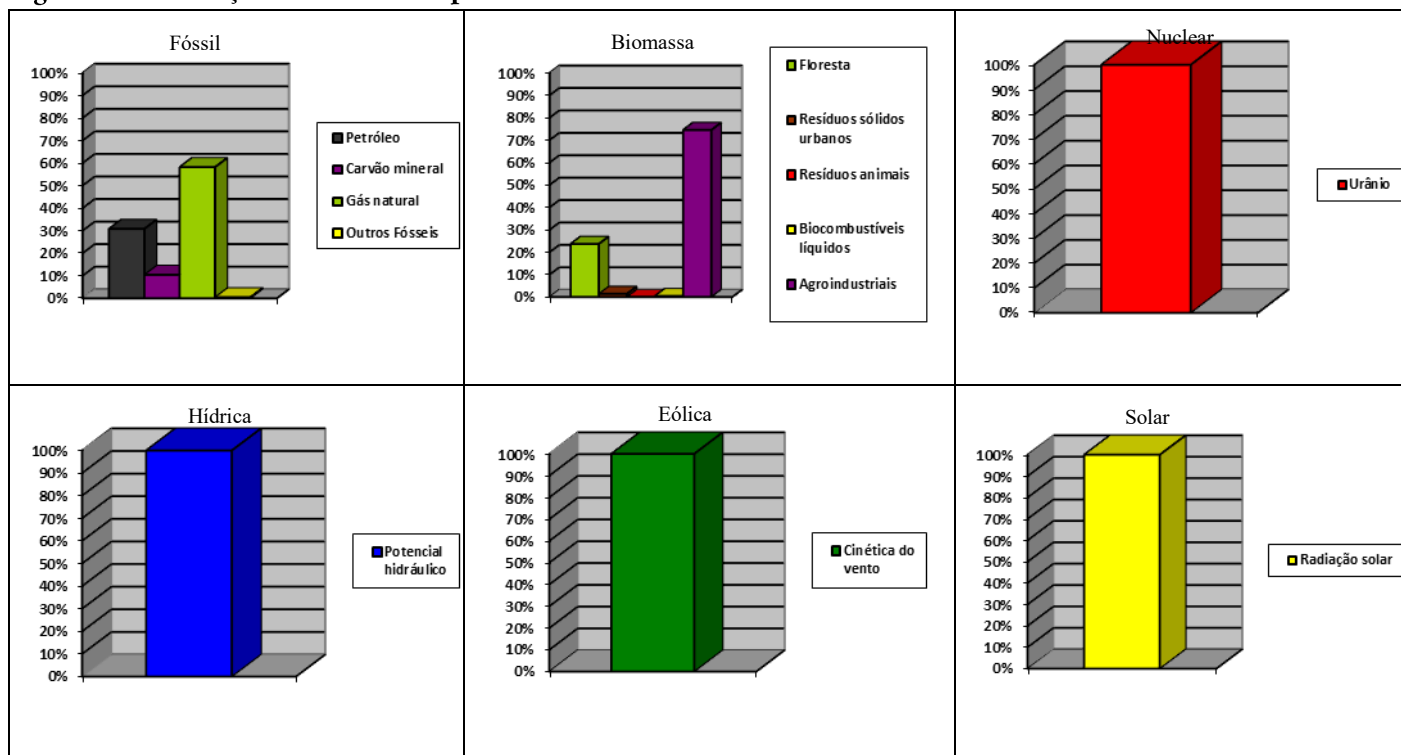 Fóssil
100%
90%
80%
70%
60%
50%
40%
30%
20%
10%
0%
Petróleo
Carvão mineral
Gás natural
Outros Fósseis
Biomassa
100%
90%
80%
70%
60%
50%
40%
30%
20%
10%
0%
Floresta
Resíduos sólidos
urbanos
Resíduos animais
Biocombustíveis
líquidos
Agroindustriais
Nuclear
100%
90%
80%
70%
60%
50%
40%
30%
20%
10%
0%
Urânio
Hídrica
100%
90%
80%
70%
60%
50%
40%
30%
20%
10%
0%
Potencial
hidráulico
Eólica
100%
90%
80%
70%
60%
50%
40%
30%
20%
10%
0%
Cinética do
vento
Solar
100%
90%
80%
70%
60%
50%
40%
30%
20%
10%
0%
Radiação solar